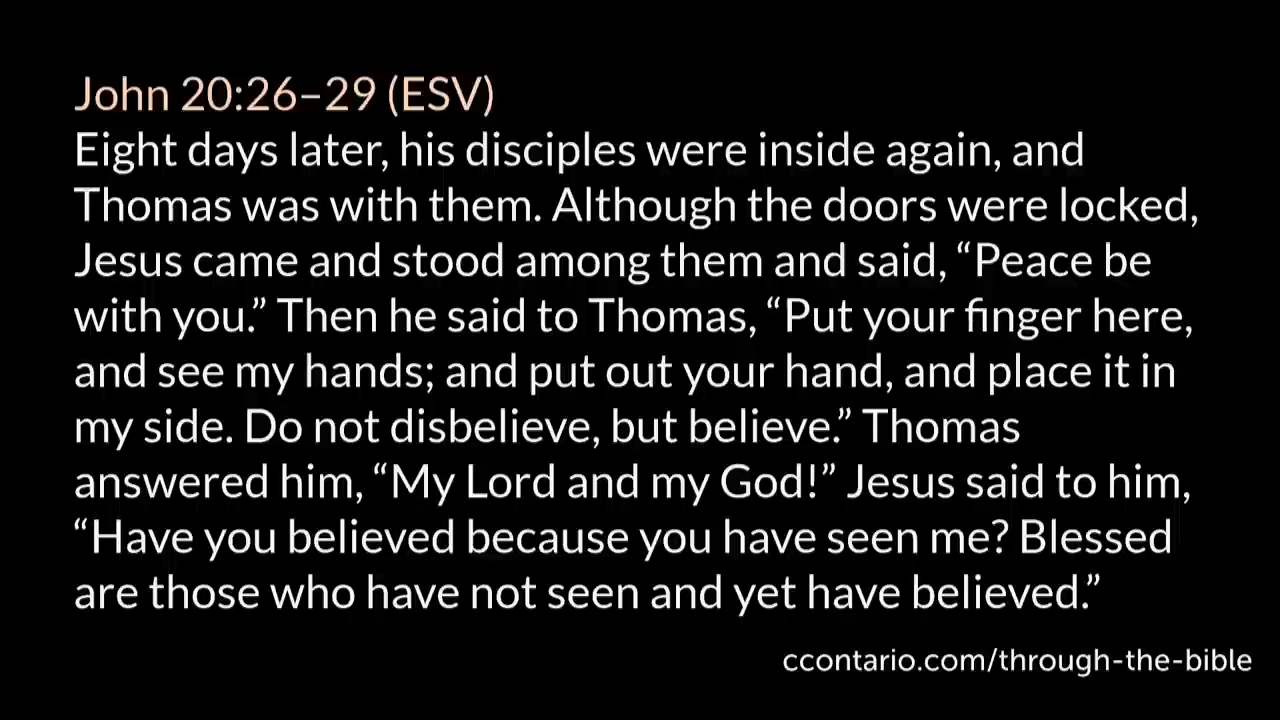 John 20:26–29 (ESV)
Eight days later, his disciples were inside again, and
Thomas was with them. Although the doors were locked,
Jesus came and stood among them and said, “Peace be
with you.” Then he said to Thomas, “Put your finger here,
and see my hands; and put out your hand, and place it in
my side. Do not disbelieve, but believe.” Thomas
answered him, “My Lord and my God!” Jesus said to him,
“Have you believed because you have seen me? Blessed
are those who have not seen and yet have believed.”
ccontario.com/through-the-bible